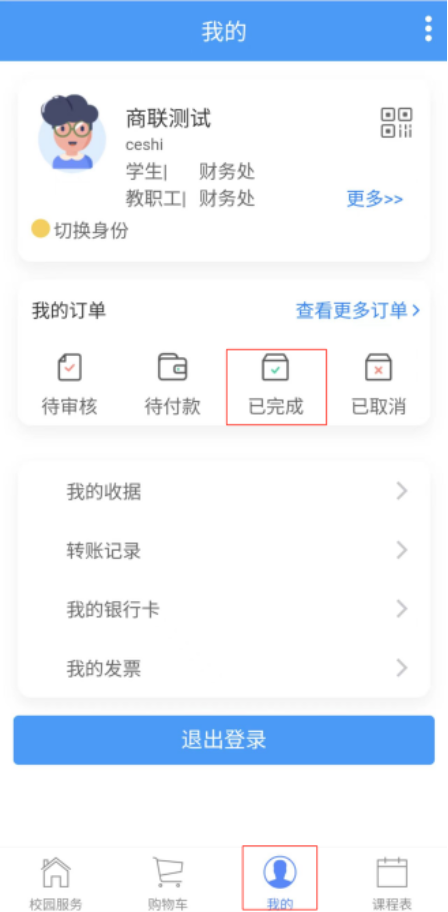 我的
商联测试
ceshi
学生| 财务处
教职工| 财务处 更多>>
切换身份
我的订单 查看更多订单
待审核 待付款 已完成 已取消
我的收据
转账记录
我的银行卡
我的发票
退出登录
校园服务 购物车 我的 课程表